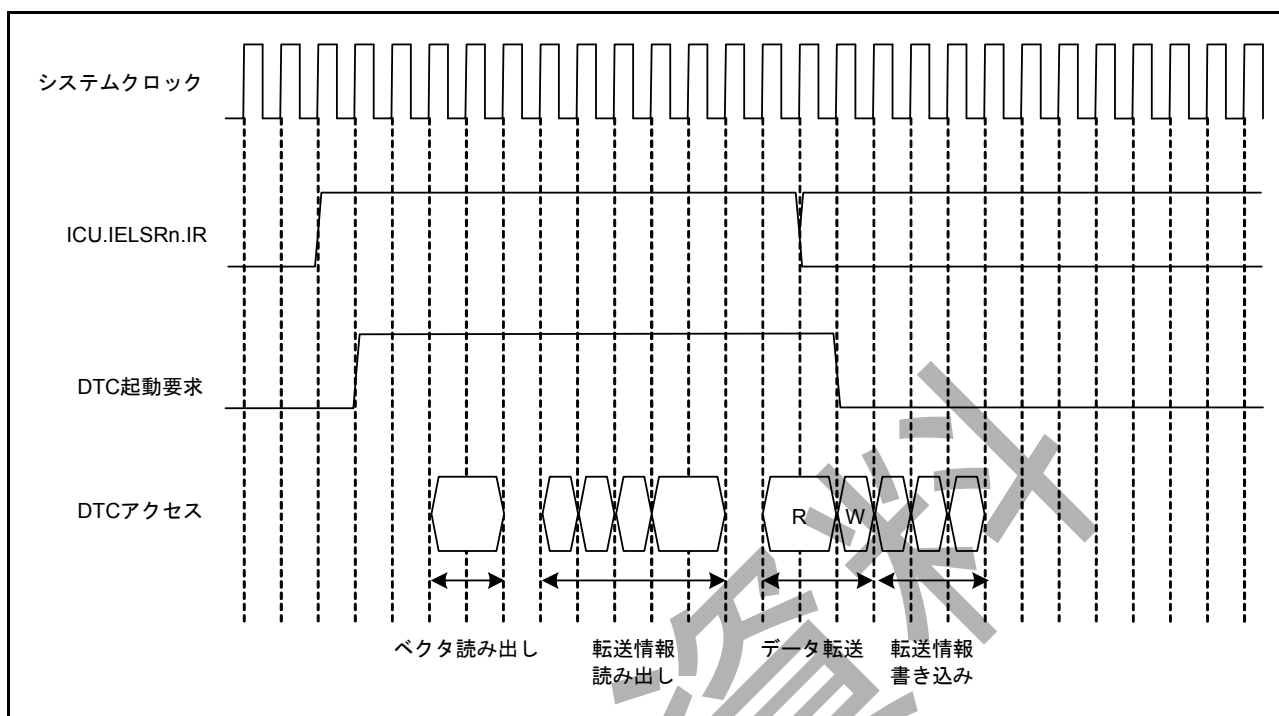 システムクロック
ICU.IELSRn.IR
DTC起動要求
DTCアクセス
R
W
ベクタ読み出し
転送情報
読み出し
データ転送
転送情報
書き込み
資料